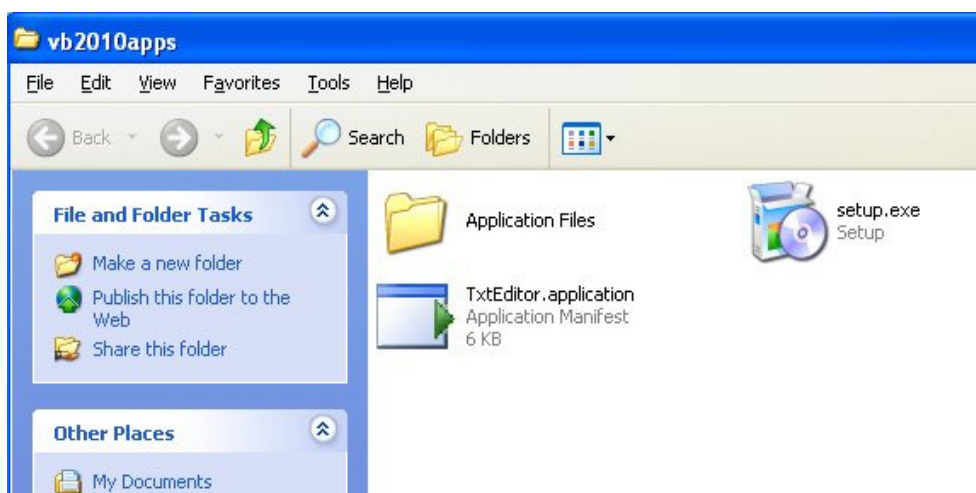 vb2010apps
File Edit View Favorites Tools Help
Back Search Folders
File and Folder Tasks
Make a new folder
Publish this folder to the
Web
Share this folder
Other Places
My Documents
Application Files
setup.exe
Setup
TxtEditor.application
Application Manifest
6 KB